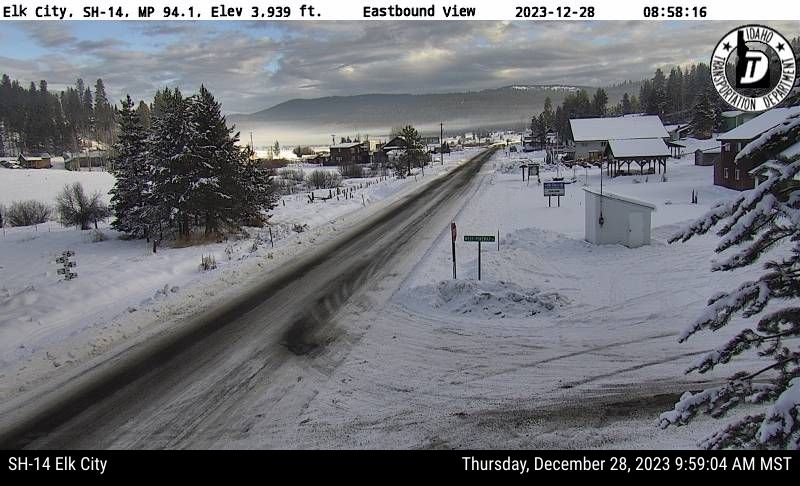 Elk City, SH-14, MP 94.1, Elev 3,939 ft. Eastbound View 2023-12-28 08:58:16
IDAHO
TRANSPORTATION DEPARTMENT
SH-14 Elk City Thursday, December 28, 2023 9:59:04 AM MST